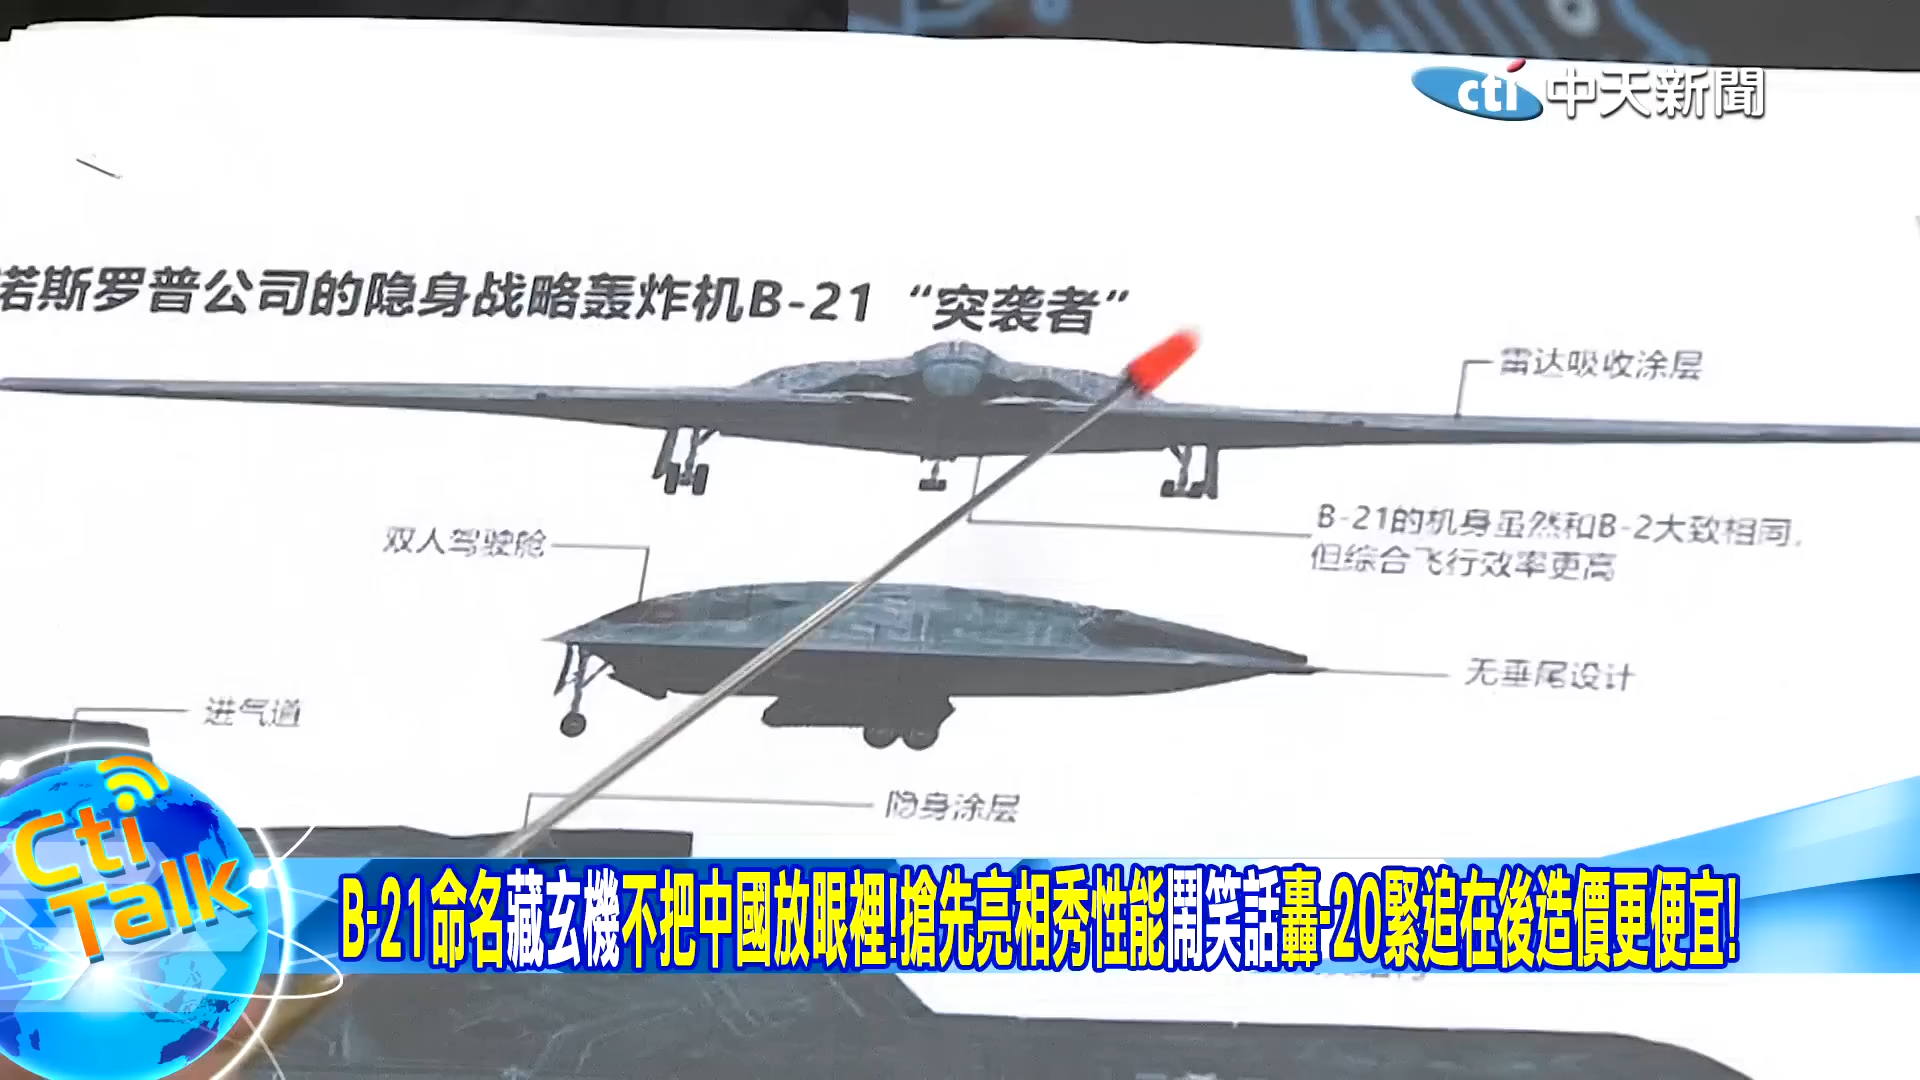 cti 中天新聞
诺斯罗普公司的隐身战略轰炸机B-21 “突袭者”
雷达吸收涂层
B-21的机身虽然和B-2大致相同,
但综合飞行效率更高
双人驾驶舱
无垂尾设计
进气道
隐身涂层
Cti
Talk
B-21命名藏玄機不把中國放眼裡!搶先亮相秀性能鬧笑話轟-20緊追在後造價更便宜!